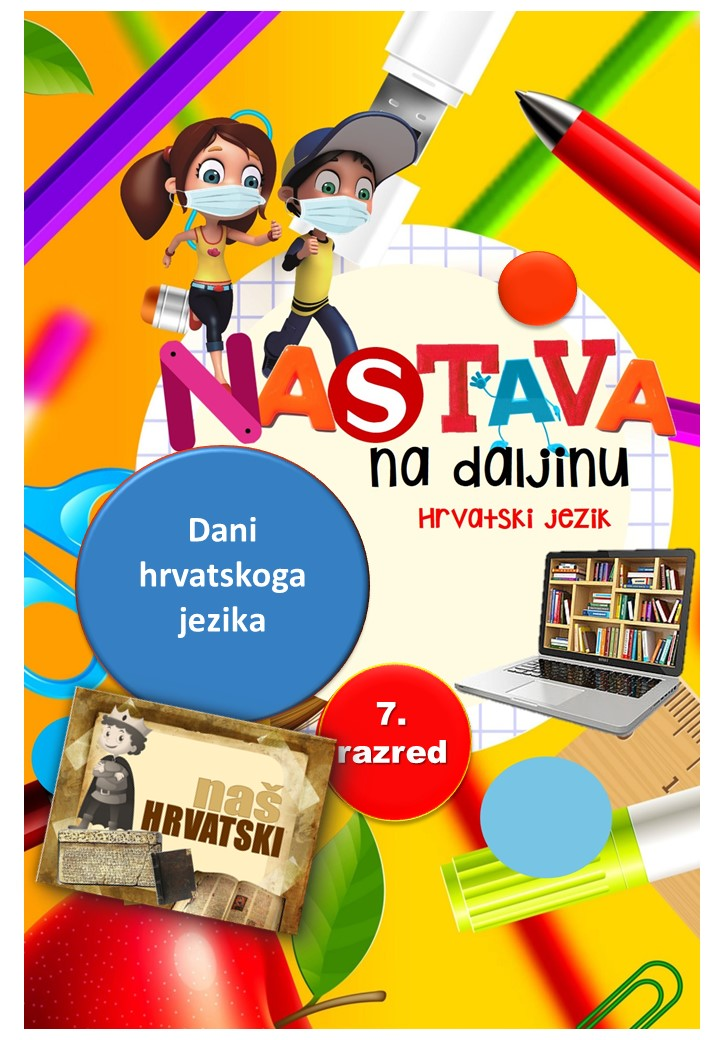 NASTAVA
na daljinu
Hrvatski jezik
Dani
hrvatskoga
jezika
7.
razred
naš
HRVATSKI